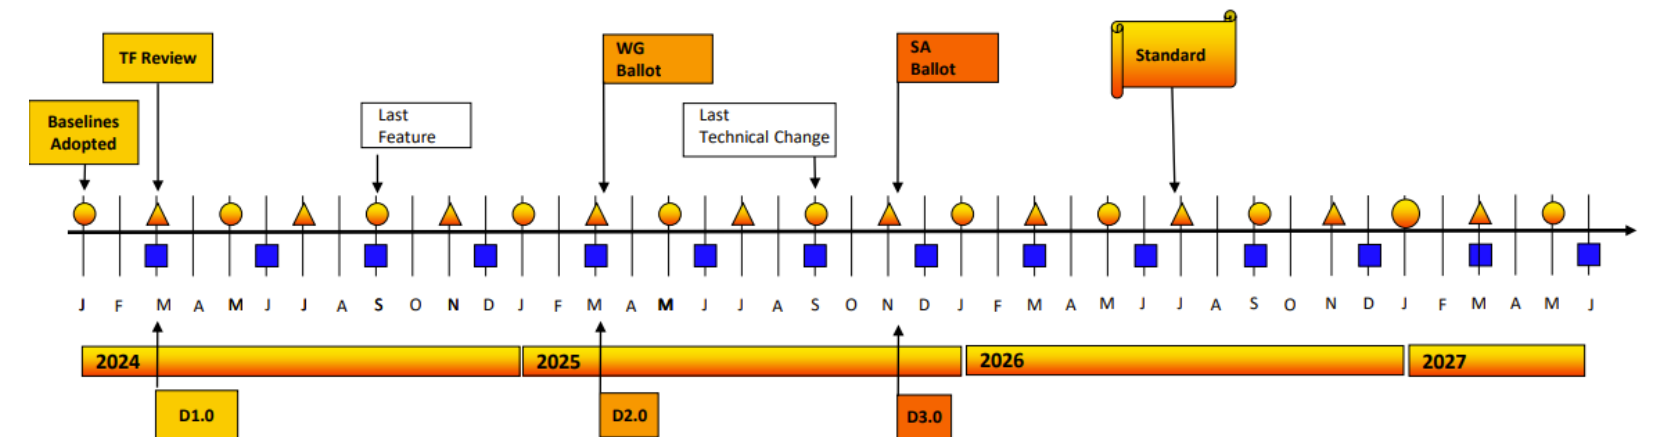 TF Review
WG
Ballot
SA
Ballot
Standard
Baselines
Adopted
Last
Feature
Last
Technical Change
J F M A M J J A S O N D J F M A M J J A S O N D J F M A M J J A S O N D J F M A M J
2024 2025 2026 2027
D1.0 D2.0 D3.0